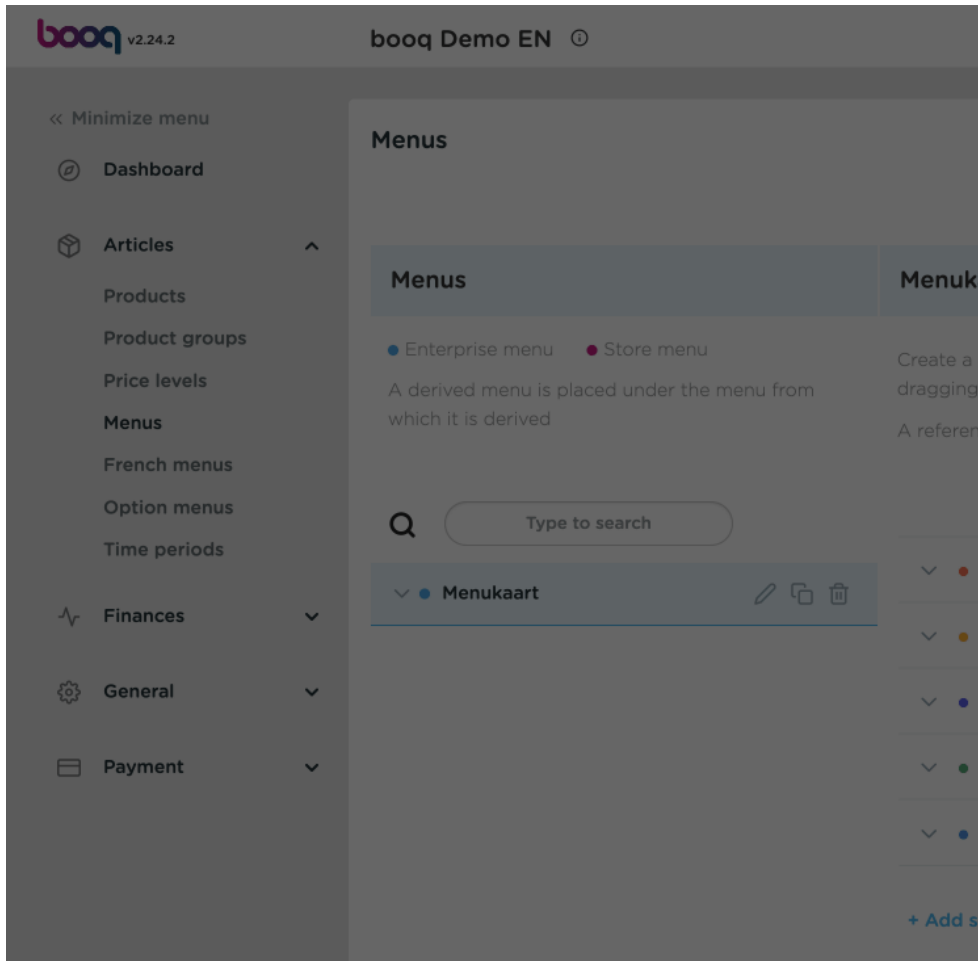 booq v2.24.2
booq Demo EN
Minimize menu
Dashboard
Articles
Products
Product groups
Price levels
Menus
French menus
Option menus
Time periods
Finances
General
Payment
Menus
Menus
Enterprise menu Store menu
A derived menu is placed under the menu from
which it is derived
Type to search
Menukaart
Menuk
Create a
dragging
A referen
+ Add s